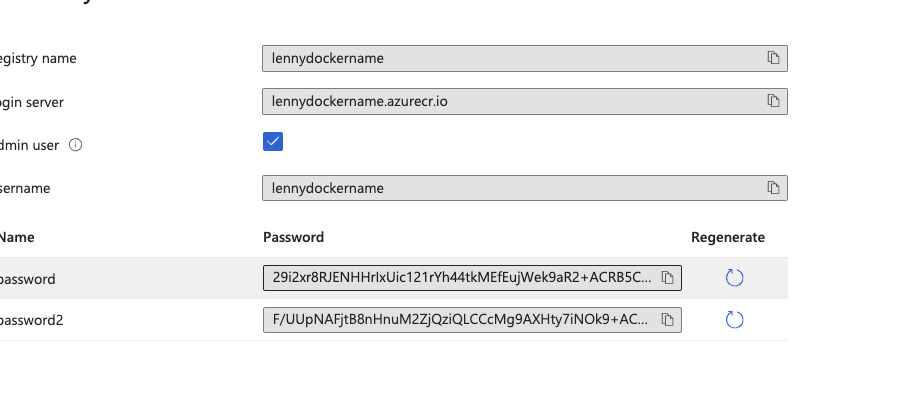 egistry name lennydockername
ogin server lennydockername.azurecr.io
dmin user
sername lennydockername
Name Password Regenerate
password 29i2xr8RJENHHrIxUic121rYh44tkMEfEujWek9aR2+ACRB5C...
password2 F/UUpNAFjtB8nHnuM2ZjQziQLCCcMg9AXHty7iNOk9+AC...